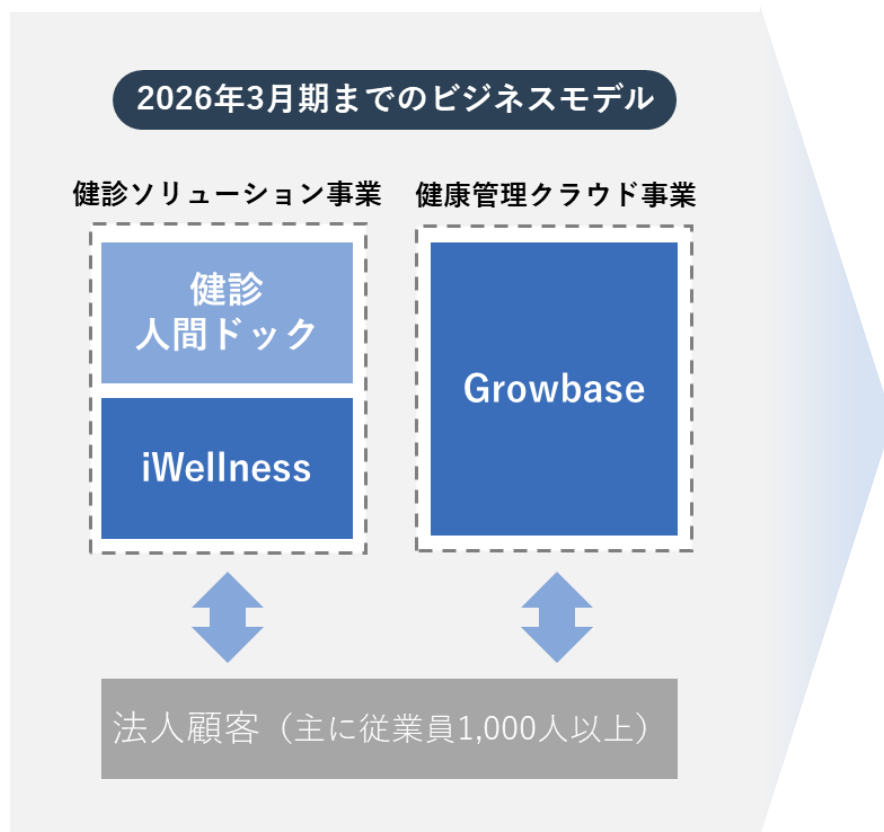 2026年3月期までのビジネスモデル
健診ソリューション事業
健診
人間ドック
iWellness
健康管理クラウド事業
Growbase
法人顧客（主に従業員1,000人以上）